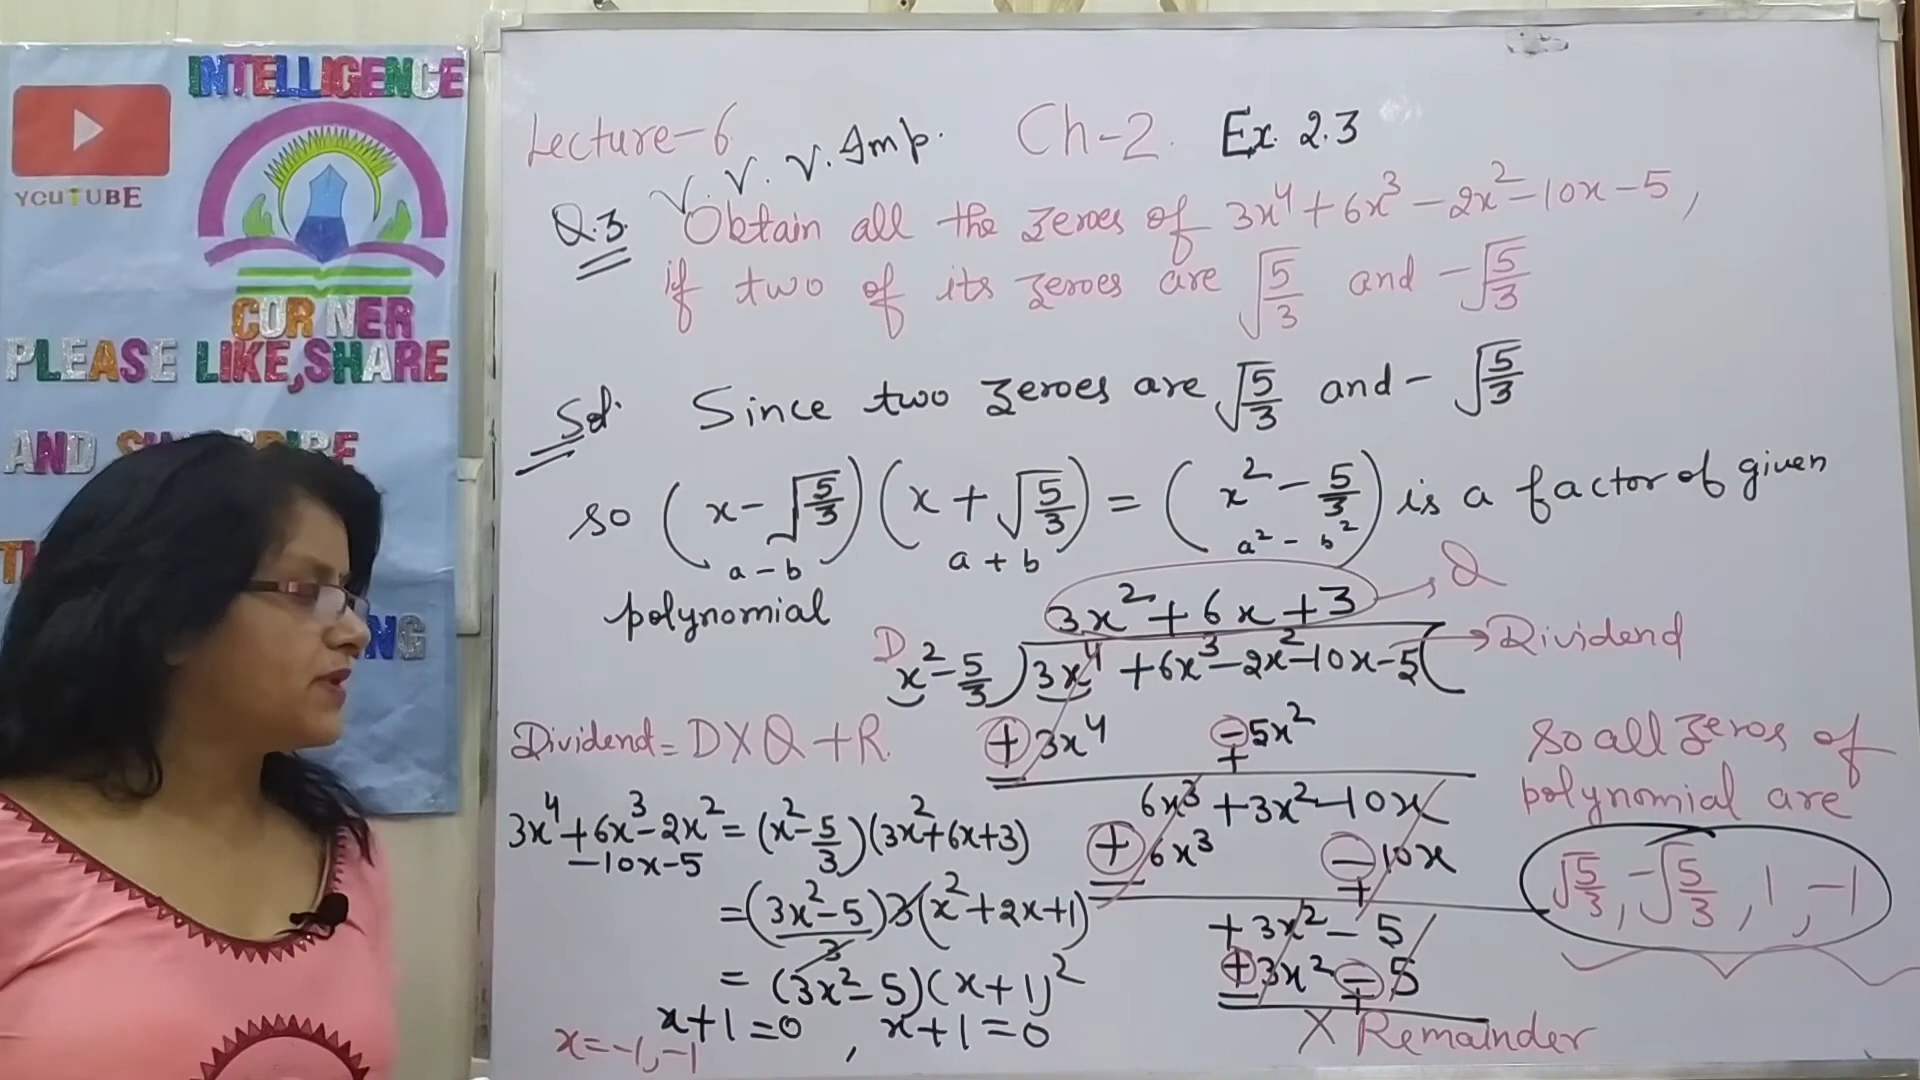 INTELLIGENCE
YOUTUBE
CORNER
PLEASE LIKE,SHARE
AND
NG
Lecture-6 V. V. V. Imp. Ch-2. Ex. 2.3
Q.3. Obtain all the zeroes of 3x⁴ + 6x³ - 2x² - 10x - 5,
if two of its zeroes are √5/3 and -√5/3
Sol. Since two zeroes are √5/3 and - √5/3
so (x - √5/3)(x + √5/3) = (x² - 5/3) is a factor of given
a - b a + b a² - b²
polynomial
3x² + 6x + 3 → Q
D x² - 5/3 ) 3x⁴ + 6x³ - 2x² - 10x - 5 ( → Dividend
+ 3x⁴ - 5x²
+
6x³ + 3x² - 10x
+ 6x³ - 10x
+
+ 3x² - 5
+ 3x² - 5
+
X Remainder
Dividend = D X Q + R.
3x⁴ + 6x³ - 2x² = (x² - 5/3)(3x² + 6x + 3)
- 10x - 5
= (3x² - 5)/3 3(x² + 2x + 1)
= (3x² - 5)(x + 1)²
x + 1 = 0 , x + 1 = 0
x = -1, -1
So all zeros of
polynomial are
√5/3, -√5/3, 1, -1